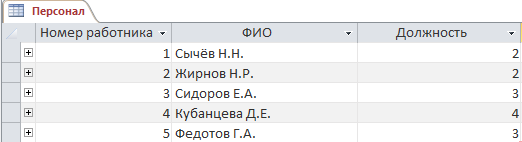 Персонал
Номер работника ФИО Должность
1 Сычёв Н.Н. 2
2 Жирнов Н.Р. 2
3 Сидоров Е.А. 3
4 Кубанцева Д.Е. 4
5 Федотов Г.А. 3